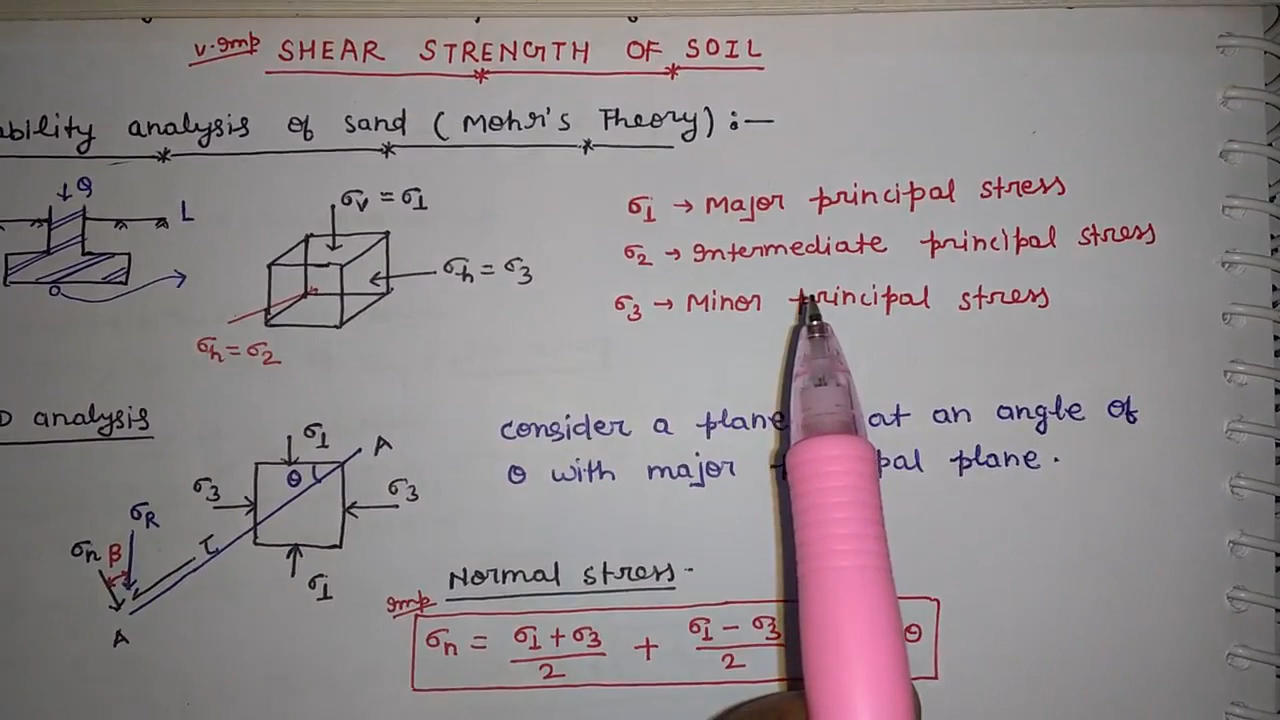 v.Imp SHEAR STRENGTH OF SOIL
ability analysis of sand (Mohr's Theory) :-
↓Q
L
σv = σ1
σh = σ3
σh = σ2
σ1 → Major principal stress
σ2 → Intermediate principal stress
σ3 → Minor principal stress
D analysis
σ1
A
θ
σ3
σ3
σR
σn β
τ
σ1
A
consider a plane at an angle of
θ with major pal plane.
Normal stress.
Imp
σn = (σ1 + σ3)/2 + (σ1 - σ3)/2 θ